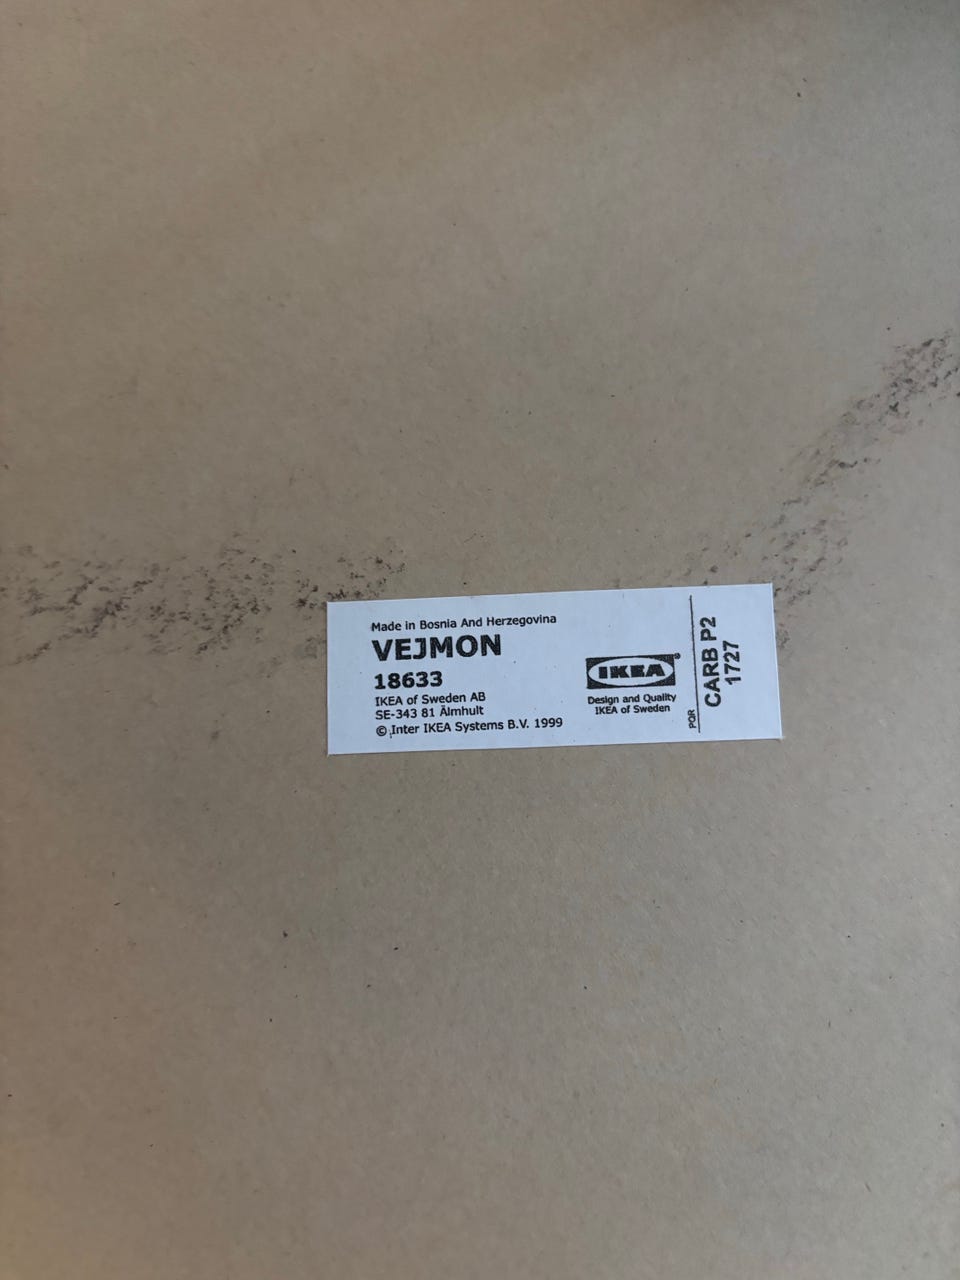 Made in Bosnia And Herzegovina
VEJMON
18633
IKEA of Sweden AB
SE-343 81 Älmhult
© Inter IKEA Systems B.V. 1999
IKEA®
Design and Quality
IKEA of Sweden
PQR
CARB P2
1727